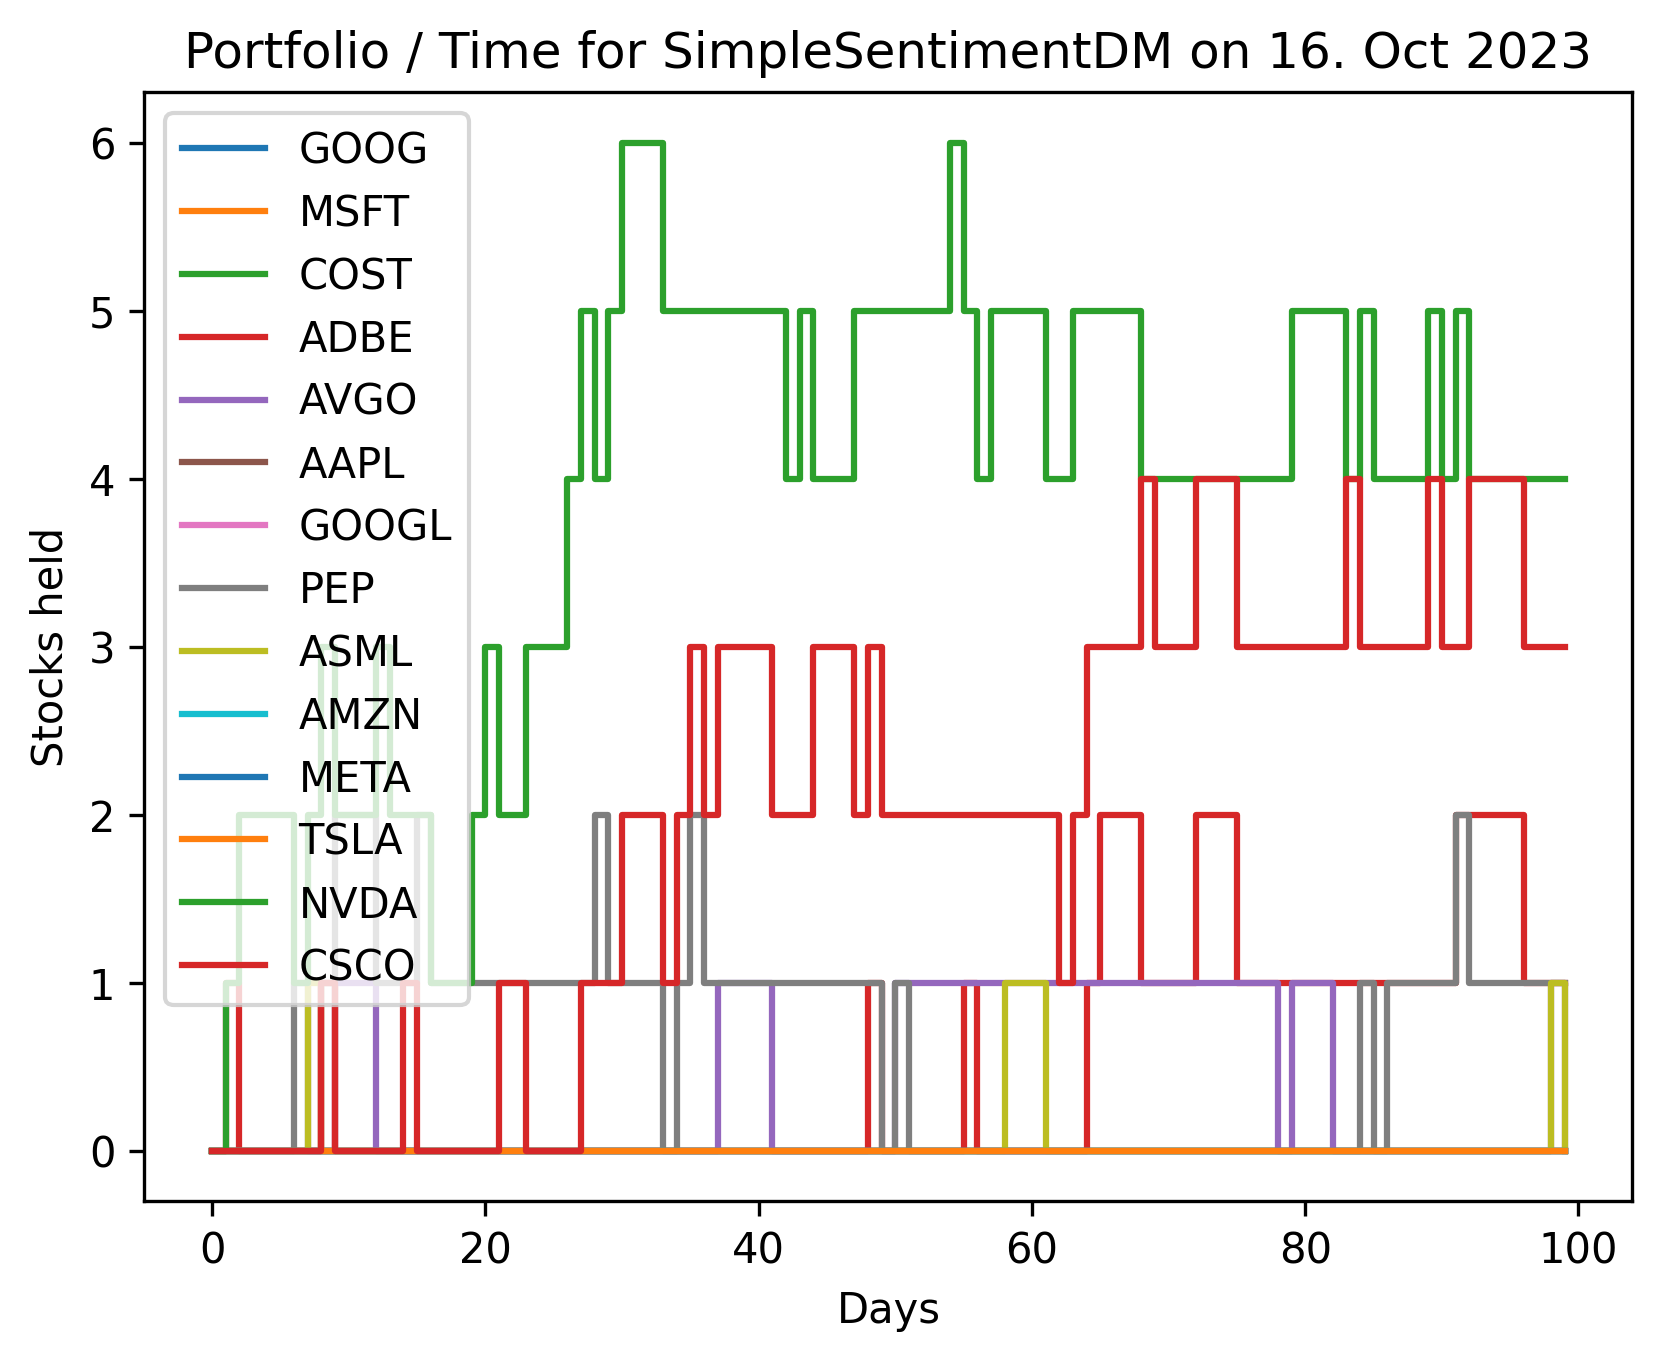 Portfolio / Time for SimpleSentimentDM on 16. Oct 2023
GOOG
MSFT
COST
ADBE
AVGO
AAPL
GOOGL
PEP
ASML
AMZN
META
TSLA
NVDA
CSCO
6
5
4
3
2
1
0
Stocks held
0 20 40 60 80 100
Days